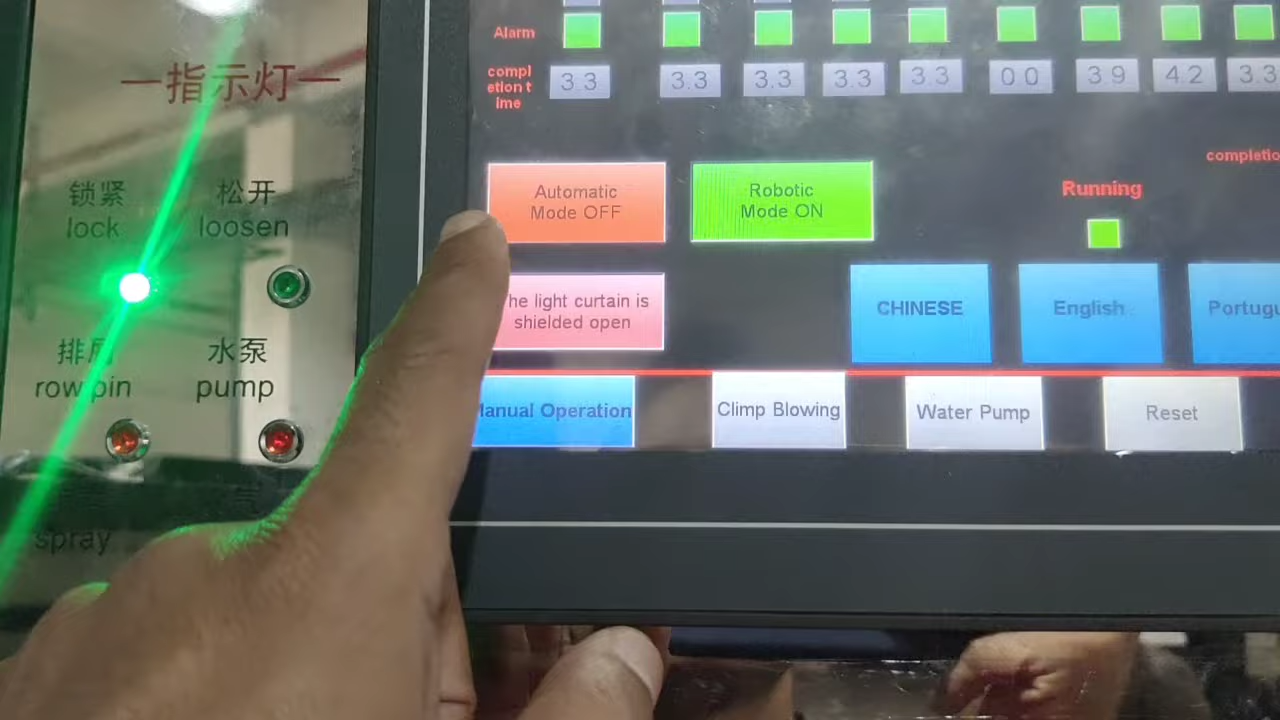 一指示灯一
锁紧
松开
lock
loosen
水泵
row pin
pump
spray
Alarm
compl
etion t
ime
3.3
3.3
3.3
3.3
3.3
0.0
3.9
4.2
3.3
completio
Automatic
Mode OFF
Robotic
Mode ON
Running
he light curtain is
shielded open
CHINESE
English
Portugu
anual Operation
Climp Blowing
Water Pump
Reset